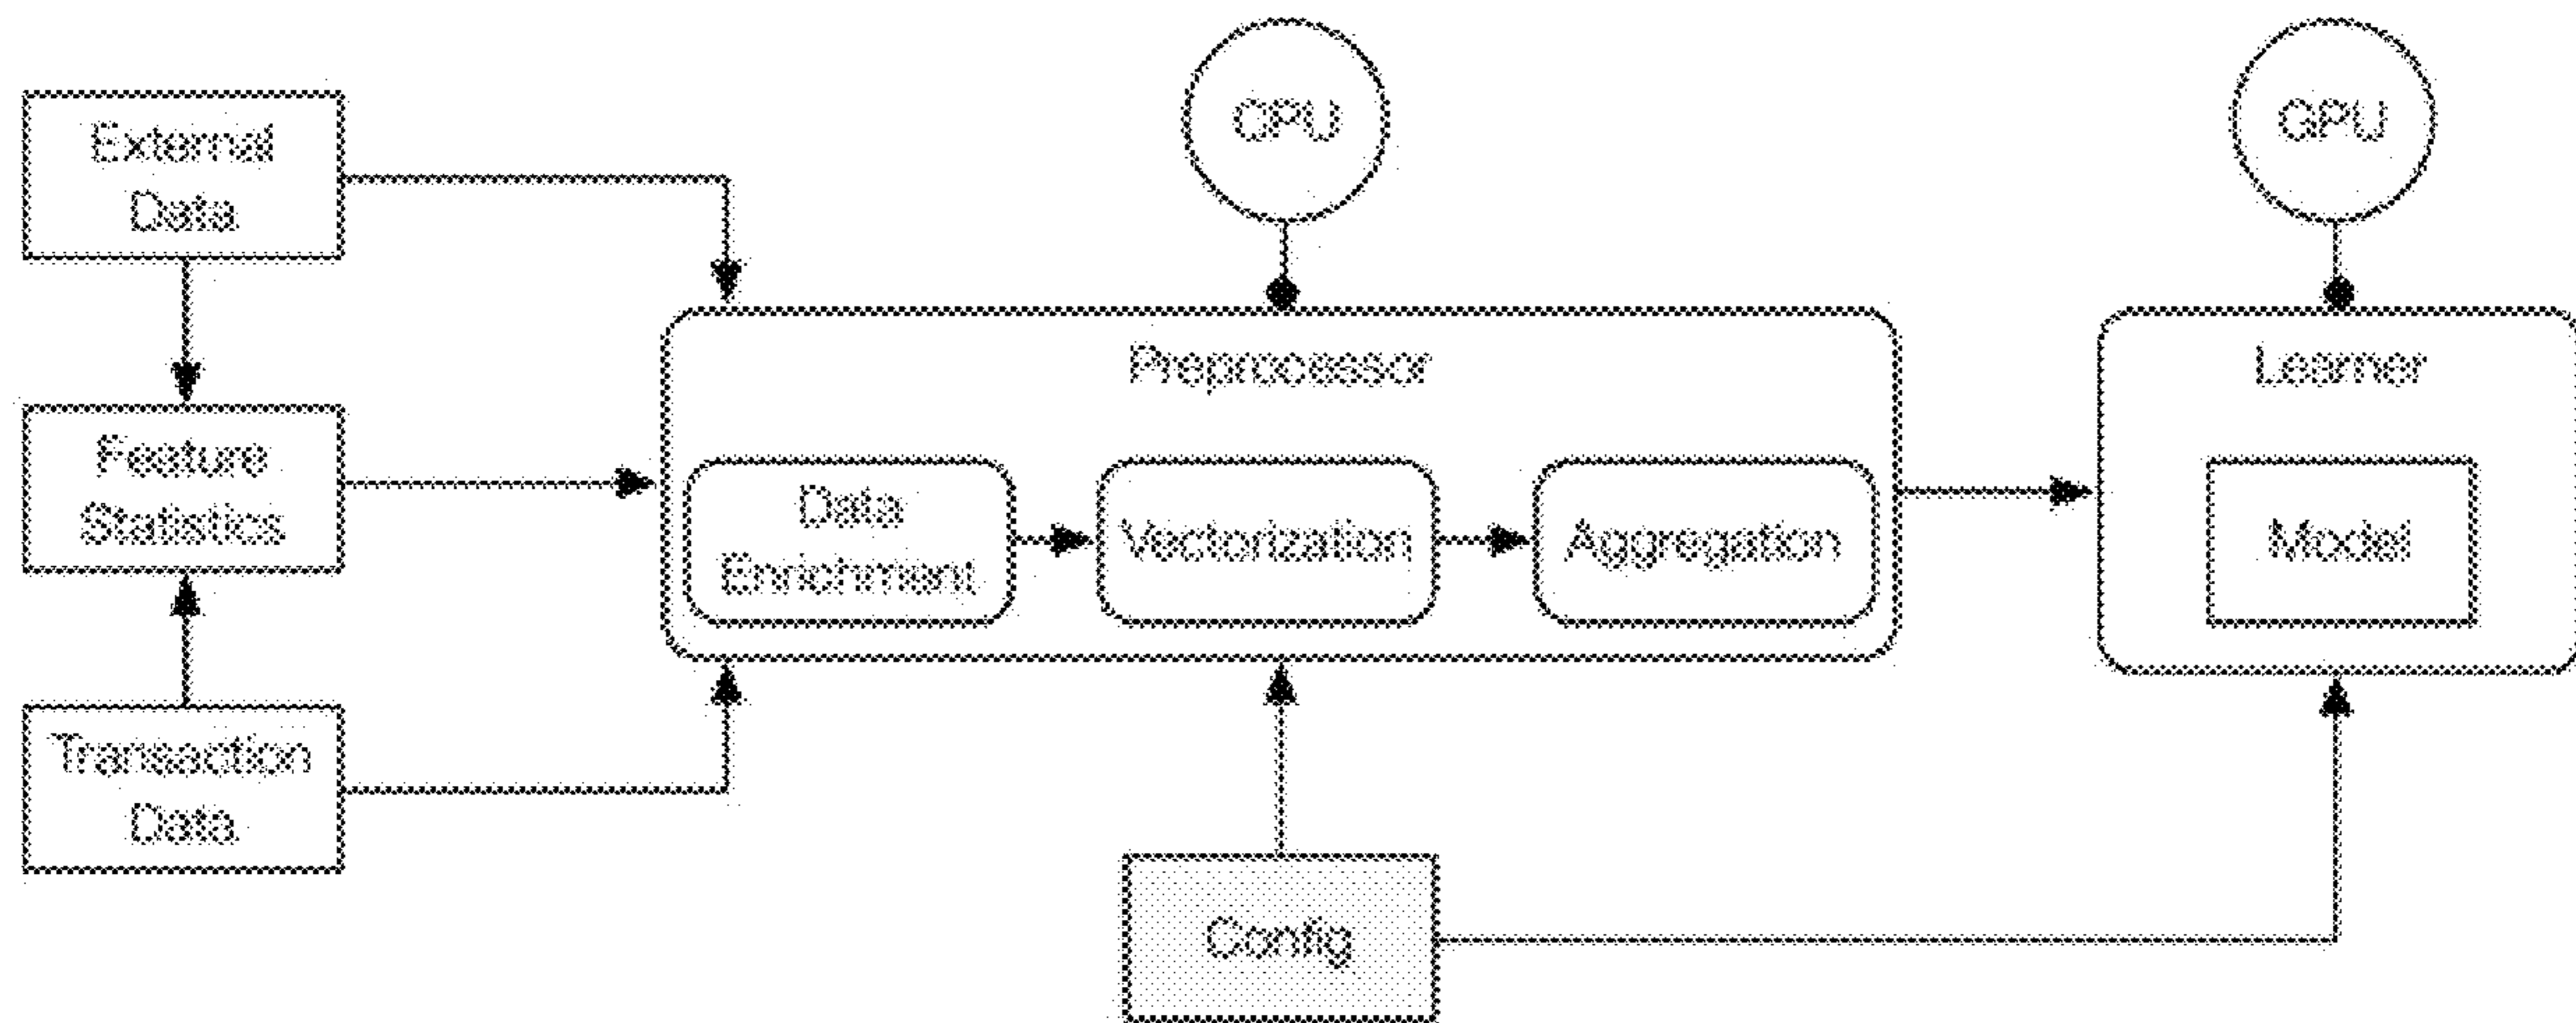 CPU
GPU
External
Data
Preprocessor
Learner
Feature
Statistics
Data
Enrichment
Vectorization
Aggregation
Model
Transaction
Data
Config